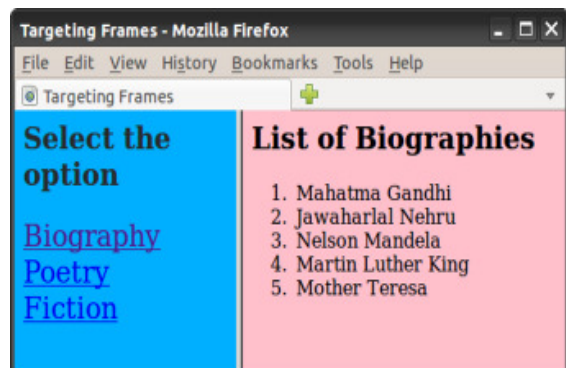 Targeting Frames - Mozilla Firefox
File Edit View History Bookmarks Tools Help
Targeting Frames
Select the
option
Biography
Poetry
Fiction
List of Biographies
1. Mahatma Gandhi
2. Jawaharlal Nehru
3. Nelson Mandela
4. Martin Luther King
5. Mother Teresa